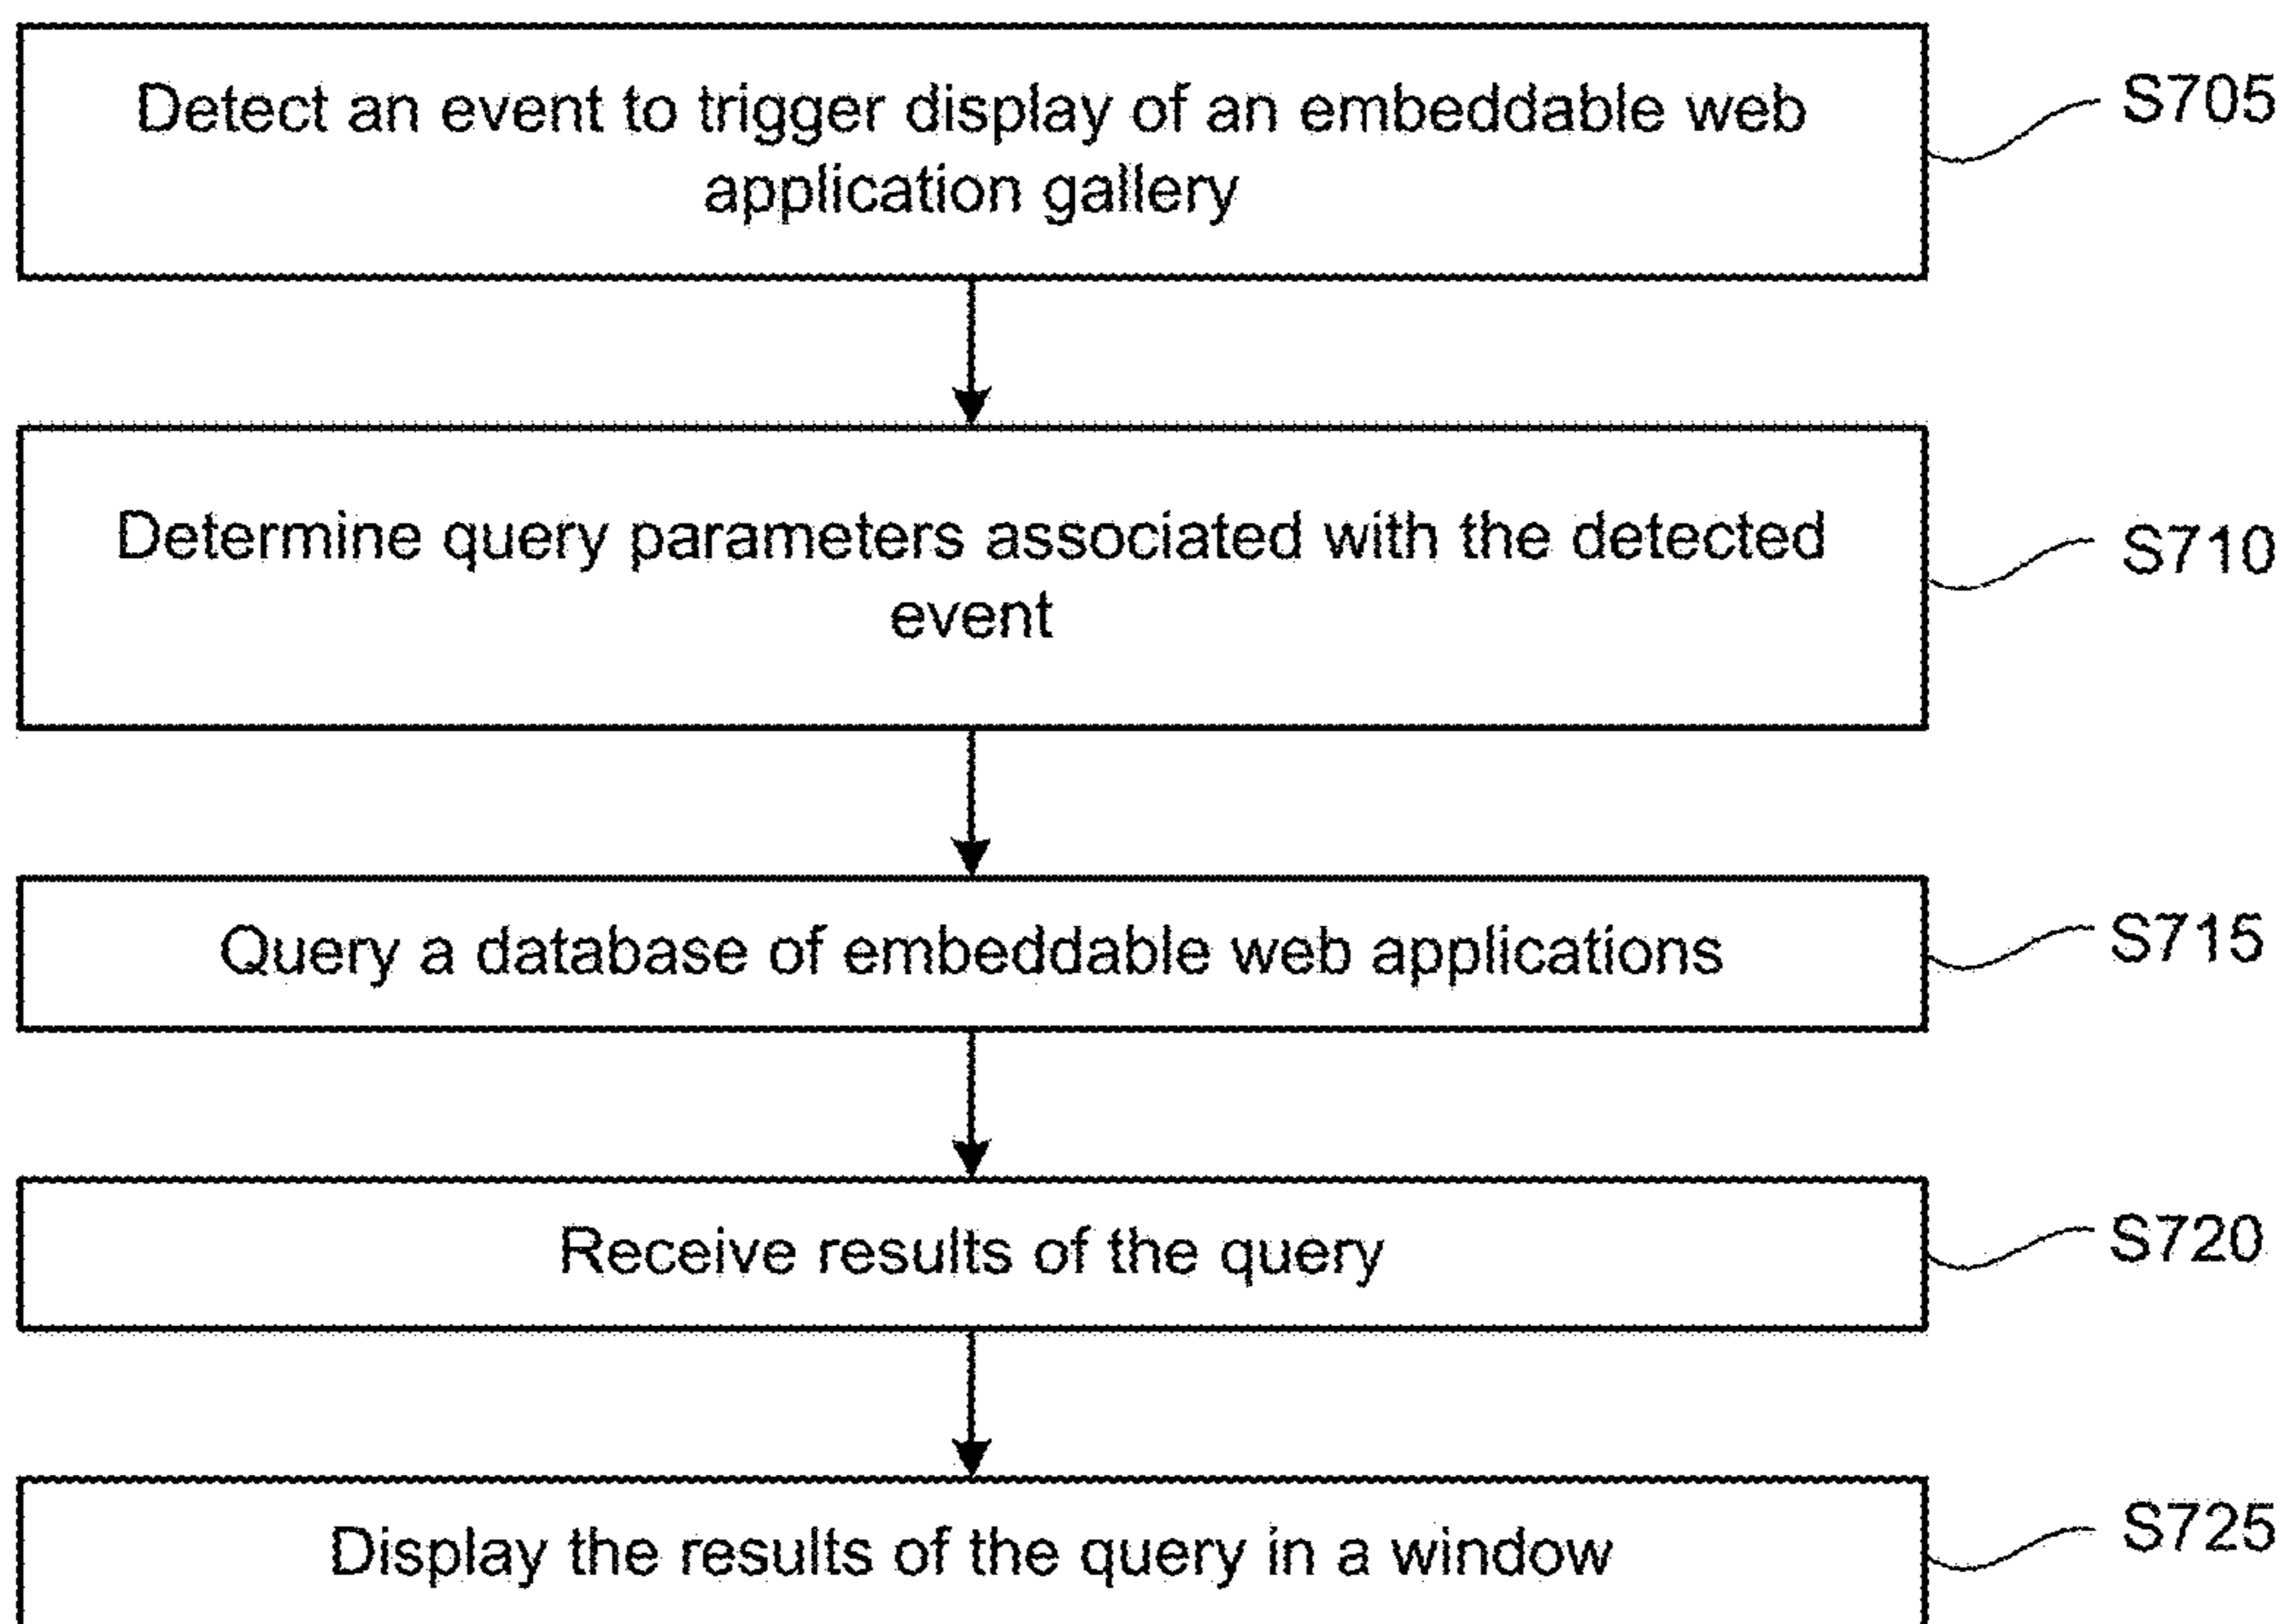 Detect an event to trigger display of an embeddable web
application gallery
S705
Determine query parameters associated with the detected
event
S710
Query a database of embeddable web applications
S715
Receive results of the query
S720
Display the results of the query in a window
S725